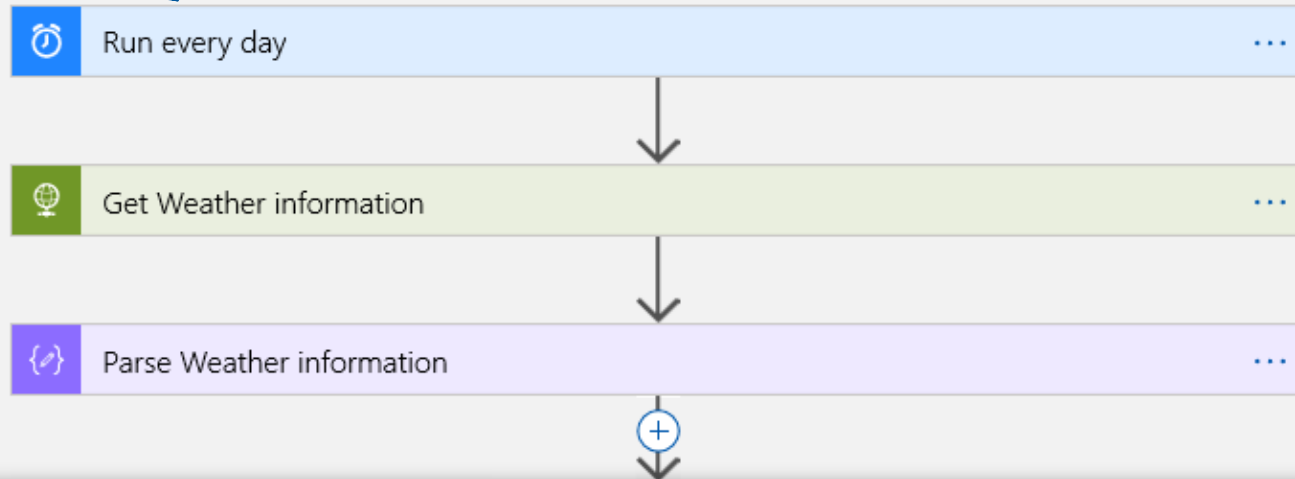 Run every day
Get Weather information
Parse Weather information